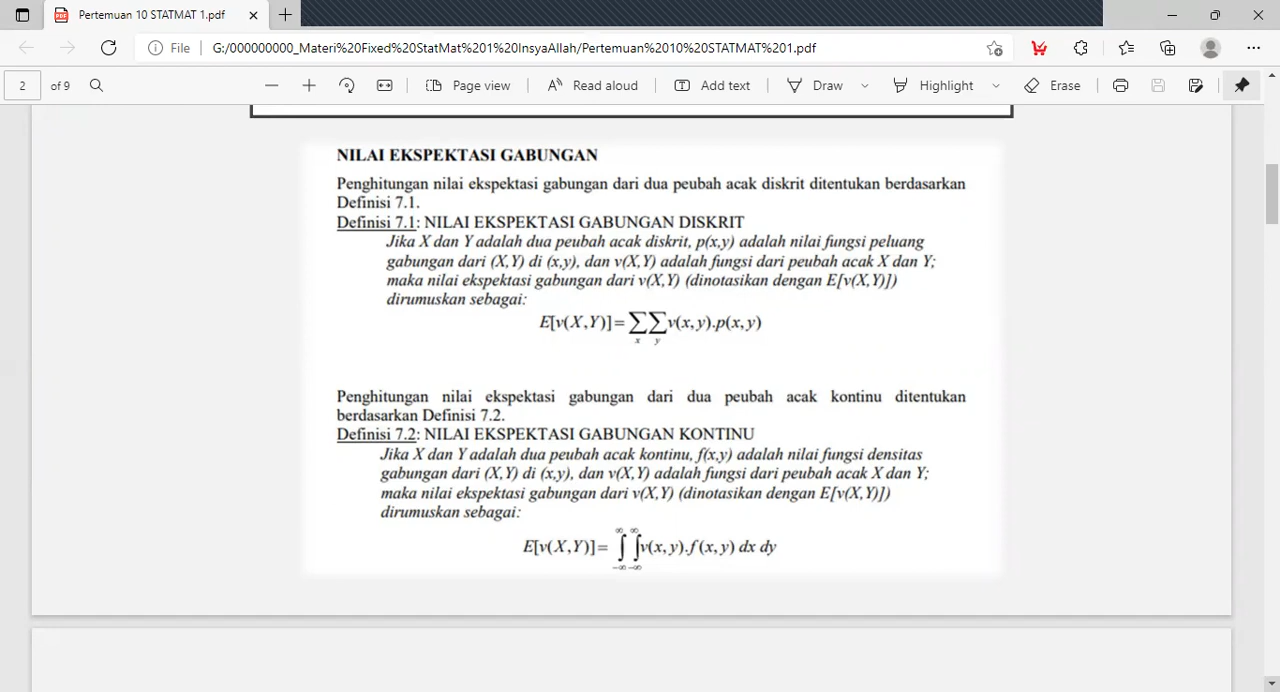 Pertemuan 10 STATMAT 1.pdf
File
G:/000000000_Materi%20Fixed%20StatMat%201%20InsyaAllah/Pertemuan%2010%20STATMAT%201.pdf
2 of 9
Page view
Read aloud
Add text
Draw
Highlight
Erase
NILAI EKSPEKTASI GABUNGAN
Penghitungan nilai ekspektasi gabungan dari dua peubah acak diskrit ditentukan berdasarkan
Definisi 7.1.
Definisi 7.1: NILAI EKSPEKTASI GABUNGAN DISKRIT
Jika X dan Y adalah dua peubah acak diskrit, p(x,y) adalah nilai fungsi peluang
gabungan dari (X,Y) di (x,y), dan v(X,Y) adalah fungsi dari peubah acak X dan Y;
maka nilai ekspektasi gabungan dari v(X,Y) (dinotasikan dengan E[v(X,Y)])
dirumuskan sebagai:
E[v(X,Y)]=∑∑v(x,y).p(x,y)
x y
Penghitungan nilai ekspektasi gabungan dari dua peubah acak kontinu ditentukan
berdasarkan Definisi 7.2.
Definisi 7.2: NILAI EKSPEKTASI GABUNGAN KONTINU
Jika X dan Y adalah dua peubah acak kontinu, f(x,y) adalah nilai fungsi densitas
gabungan dari (X,Y) di (x,y), dan v(X,Y) adalah fungsi dari peubah acak X dan Y;
maka nilai ekspektasi gabungan dari v(X,Y) (dinotasikan dengan E[v(X,Y)])
dirumuskan sebagai:
∞ ∞
E[v(X,Y)]= ∫ ∫v(x,y).f(x,y) dx dy
−∞ −∞